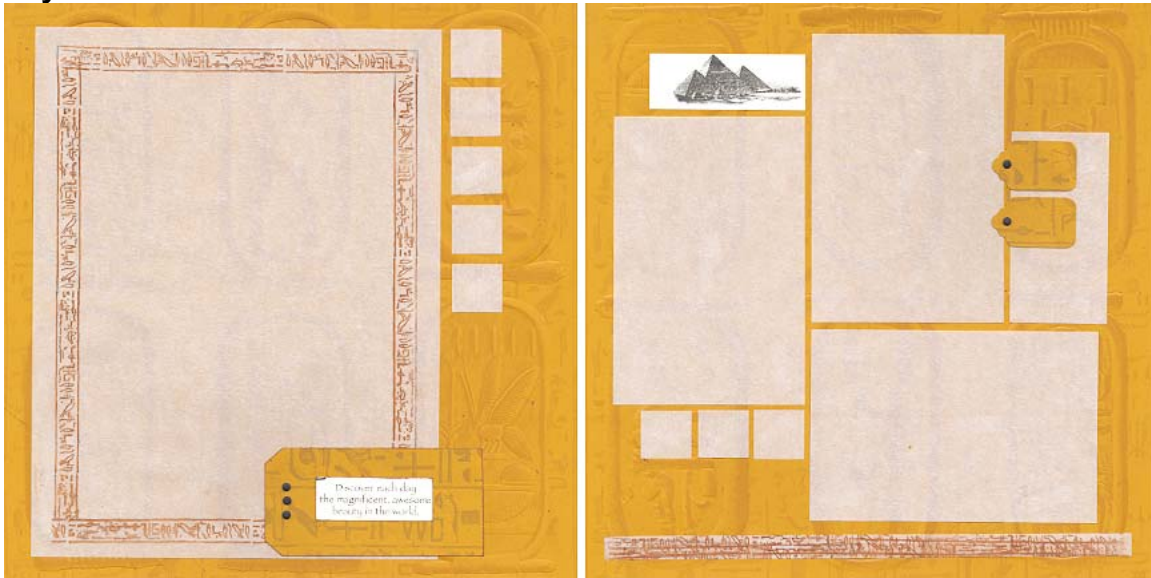 Discover each day
the magnificent, awesome
beauty in the world.